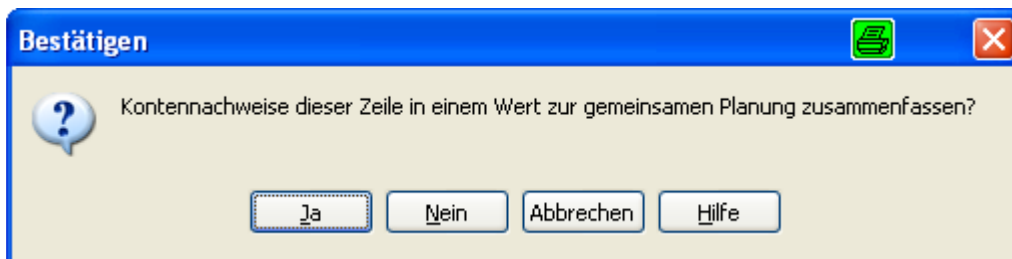 Bestätigen
Kontennachweise dieser Zeile in einem Wert zur gemeinsamen Planung zusammenfassen?
Ja Nein Abbrechen Hilfe